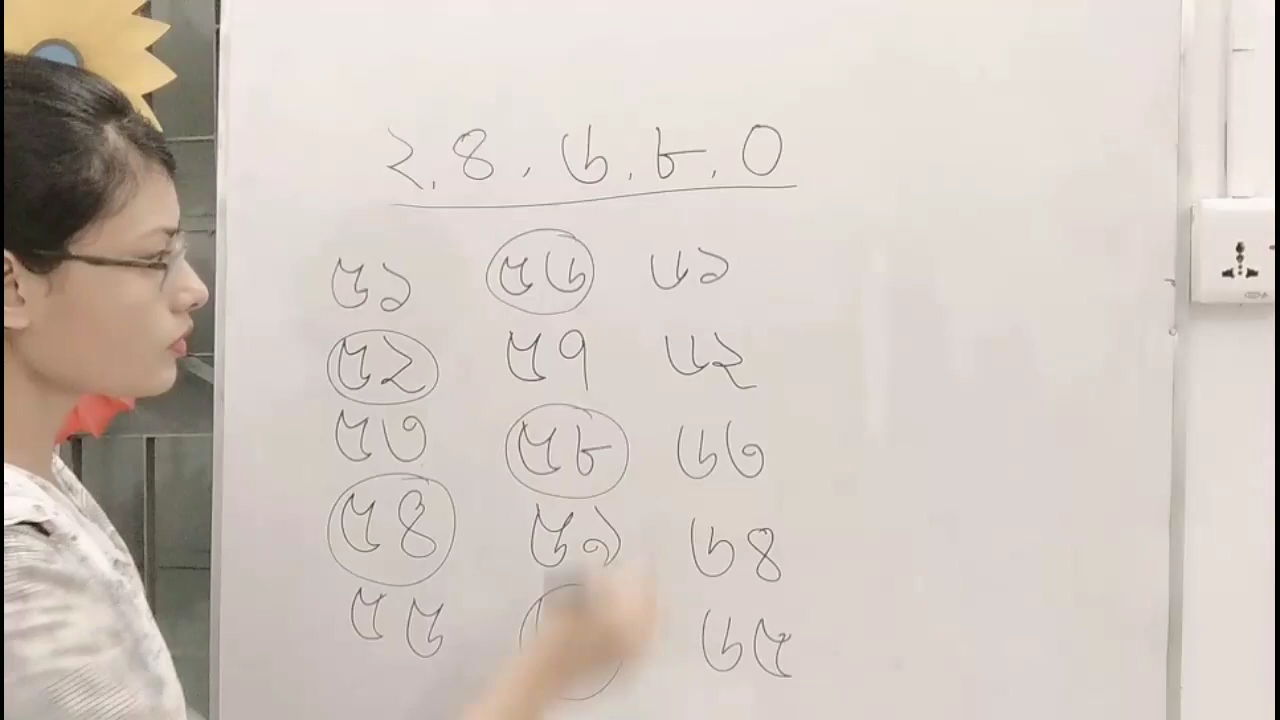 ২, ৪, ৬, ৮, ০
৫১ ৫৬ ৬১
৫২ ৫৭ ৬২
৫৩ ৫৮ ৬৩
৫৪ ৫৯ ৬৪
৫৫ ৬৫